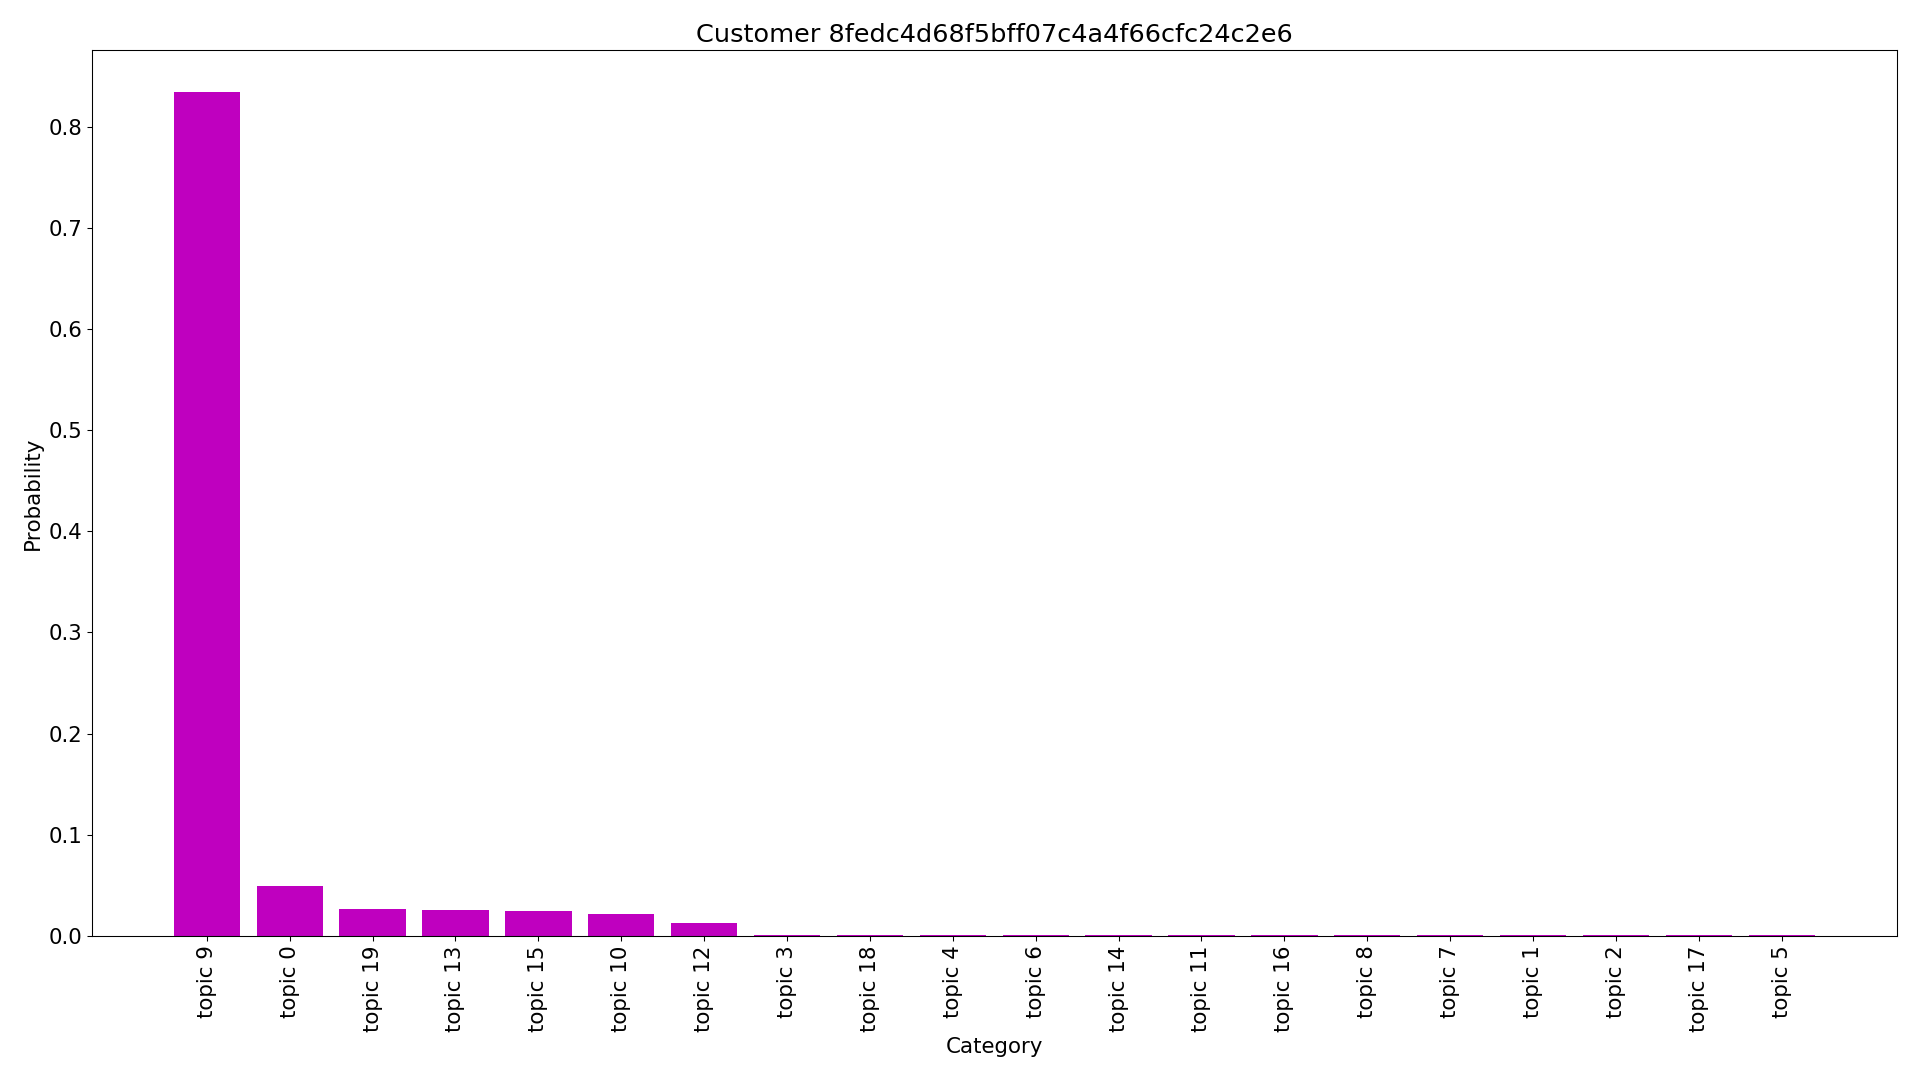 Customer 8fedc4d68f5bff07c4a4f66cfc24c2e6
Probability
0.8
0.7
0.6
0.5
0.4
0.3
0.2
0.1
0.0
topic 9
topic 0
topic 19
topic 13
topic 15
topic 10
topic 12
topic 3
topic 18
topic 4
topic 6
topic 14
topic 11
topic 16
topic 8
topic 7
topic 1
topic 2
topic 17
topic 5
Category